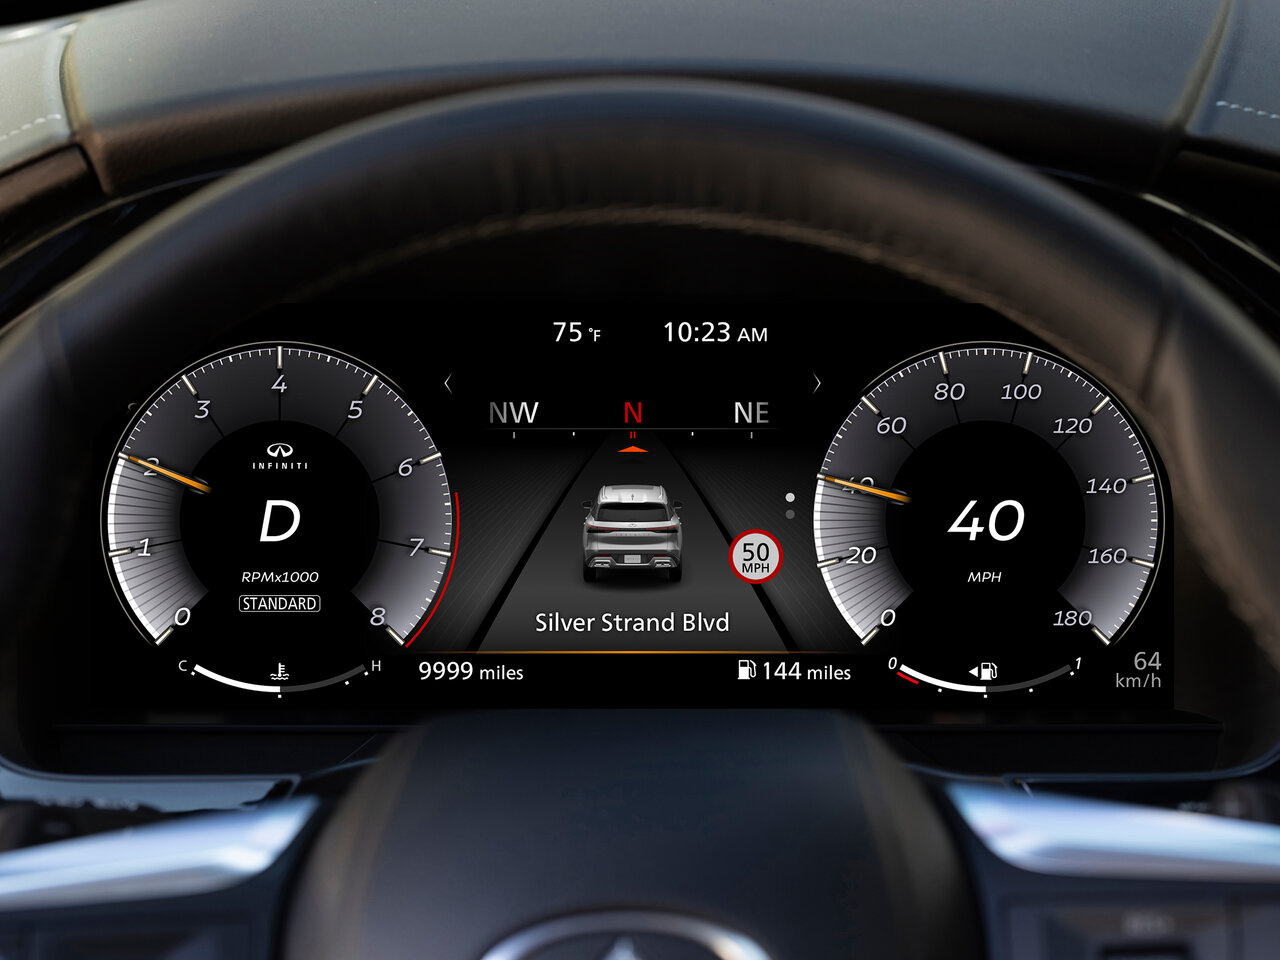 75 °F
10:23 AM
NW N NE
4
3 5
2 6
1 7
0 8
INFINITI
D
RPMx1000
STANDARD
C H
50
MPH
Silver Strand Blvd
9999 miles
144 miles
80 100
60 120
40 140
20 160
0 180
40
MPH
0 1
64
km/h